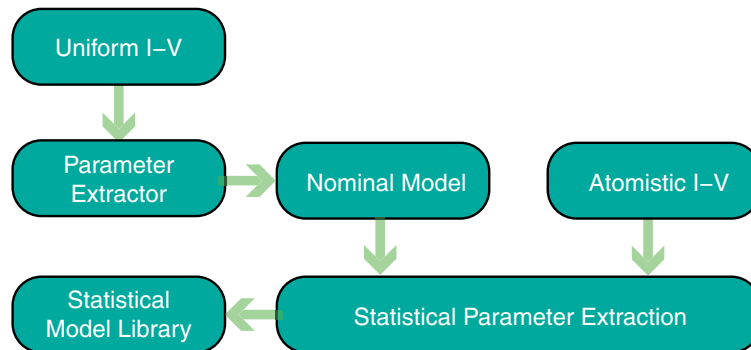 Uniform I−V
Parameter
Extractor
Nominal Model
Atomistic I−V
Statistical
Model Library
Statistical Parameter Extraction